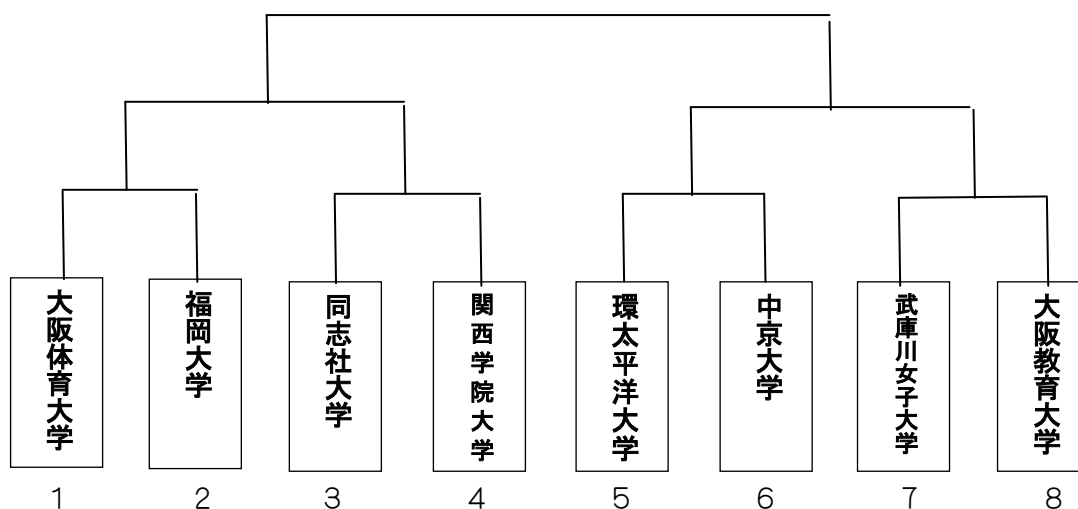 大阪体育大学
福岡大学
同志社大学
関西学院大学
環太平洋大学
中京大学
武庫川女子大学
大阪教育大学
1
2
3
4
5
6
7
8